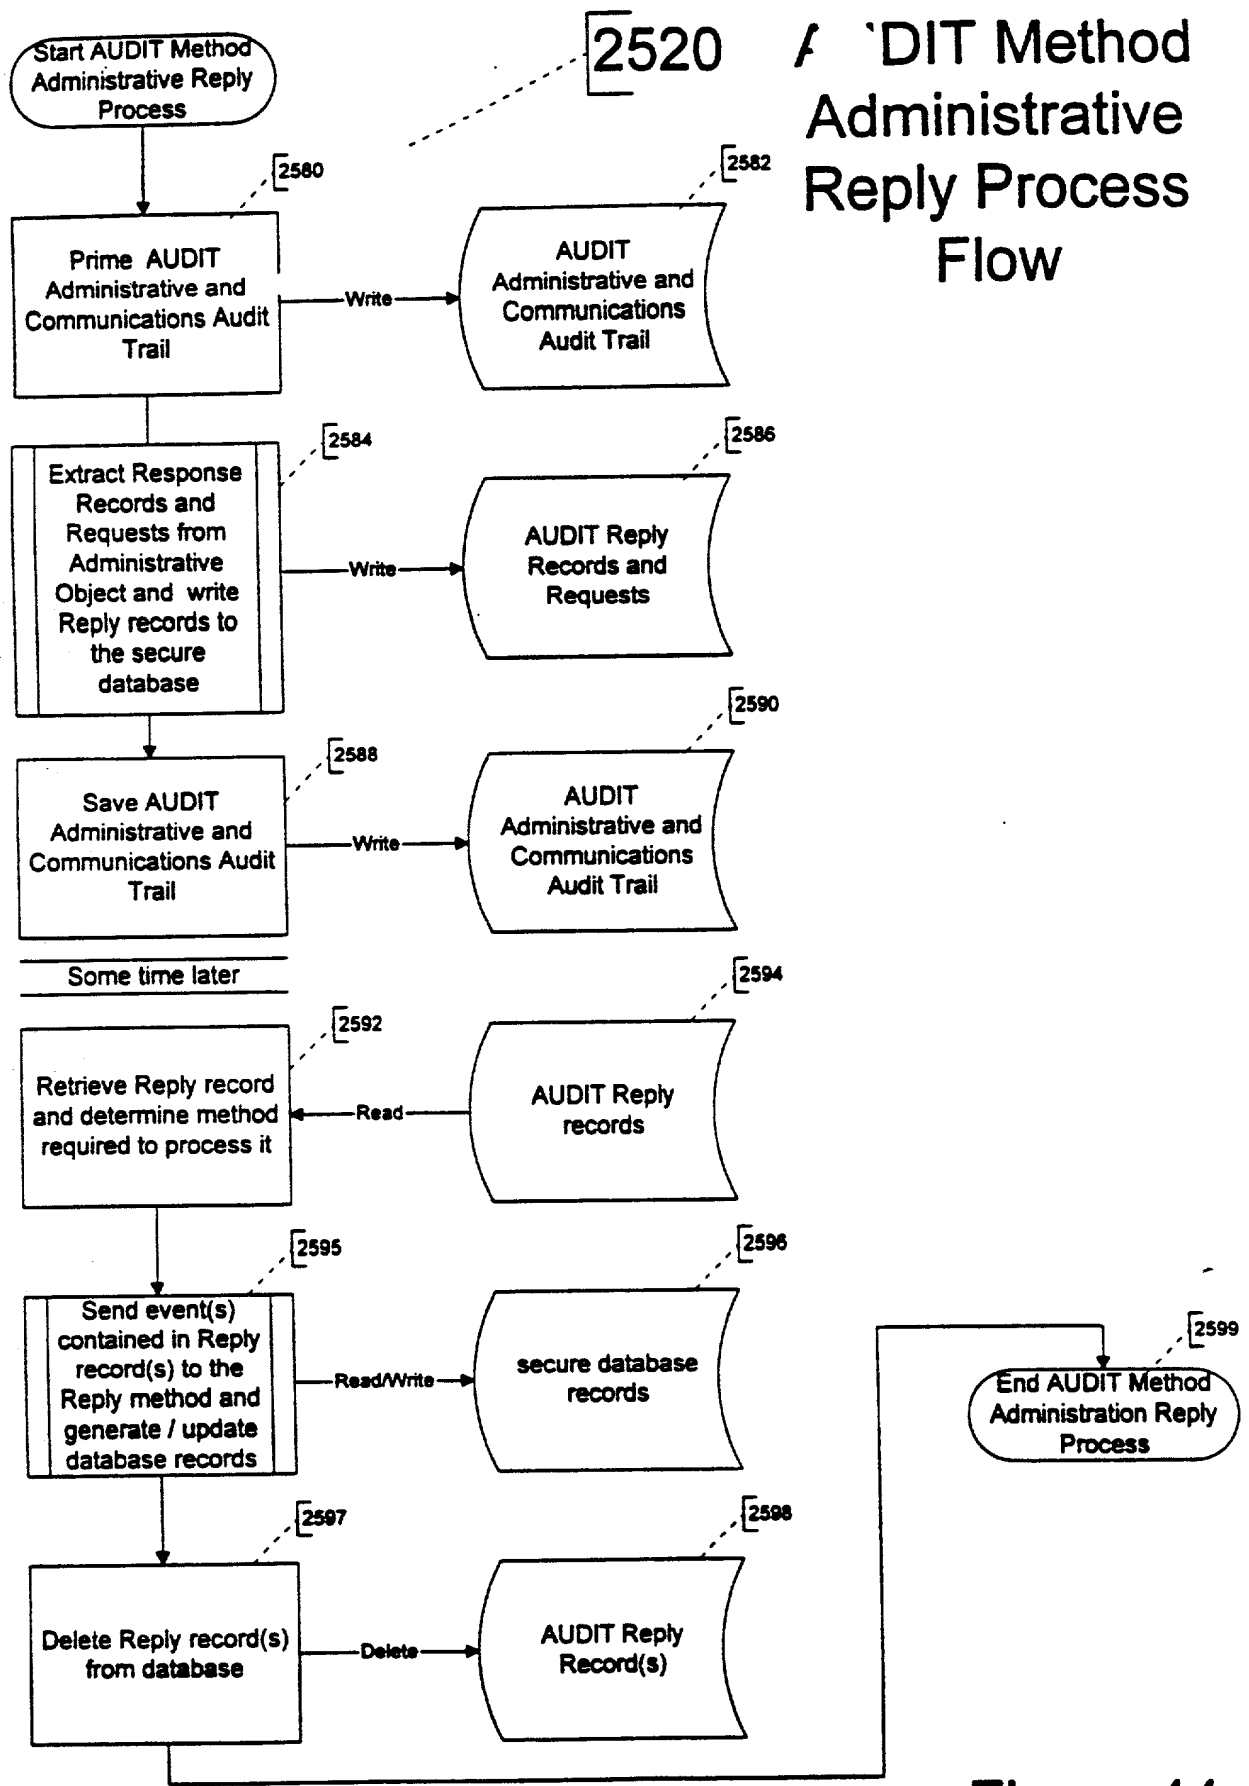 2520
DIT Method
Administrative
Reply Process
Flow
Start AUDIT Method
Administrative Reply
Process
2580
Prime AUDIT
Administrative and
Communications Audit
Trail
Write
2582
AUDIT
Administrative and
Communications
Audit Trail
2584
Extract Response
Records and
Requests from
Administrative
Object and write
Reply records to
the secure
database
Write
2586
AUDIT Reply
Records and
Requests
2588
Save AUDIT
Administrative and
Communications Audit
Trail
Write
2590
AUDIT
Administrative and
Communications
Audit Trail
Some time later
2592
Retrieve Reply record
and determine method
required to process it
Read
2594
AUDIT Reply
records
2595
Send event(s)
contained in Reply
record(s) to the
Reply method and
generate / update
database records
Read/Write
2596
secure database
records
2597
Delete Reply record(s)
from database
Delete
2598
AUDIT Reply
Record(s)
2599
End AUDIT Method
Administration Reply
Process